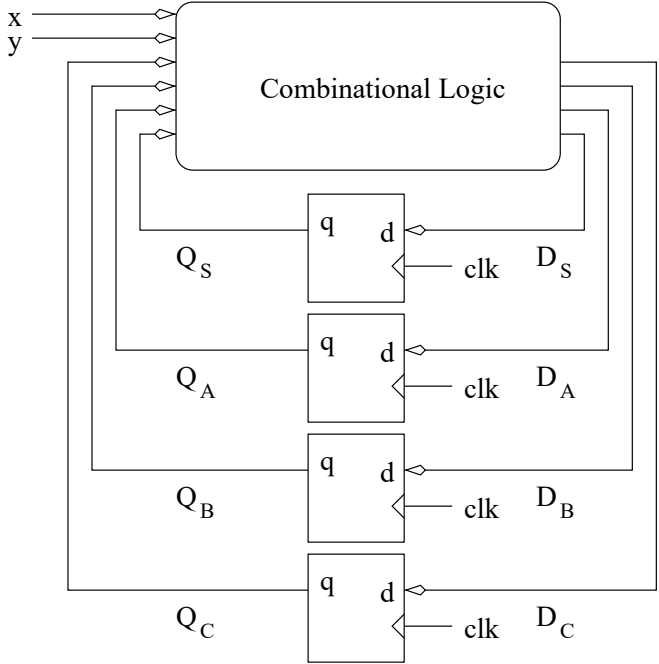 x
y
Combinational Logic
q
d
Q_S
clk
D_S
q
d
Q_A
clk
D_A
q
d
Q_B
clk
D_B
q
d
Q_C
clk
D_C